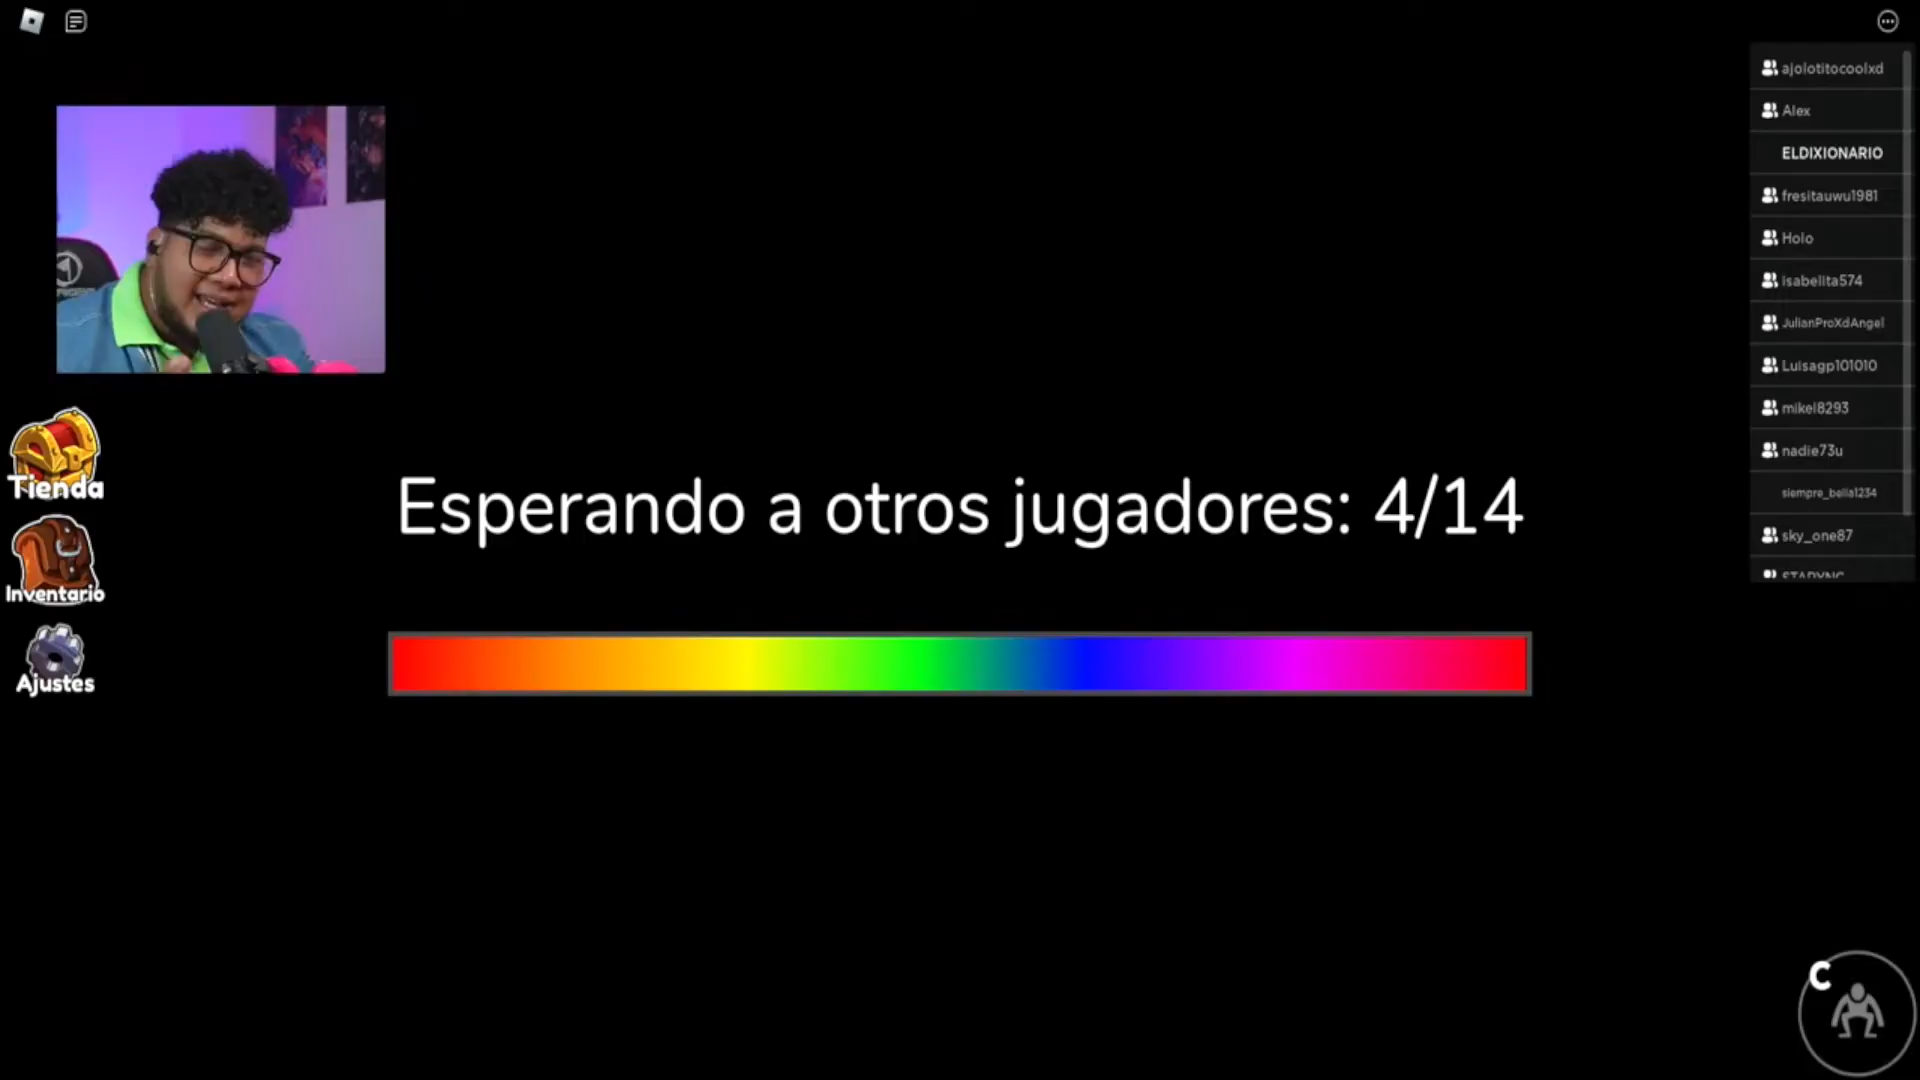 ajolotitocoolxd
Alex
ELDIXIONARIO
fresitauwu1981
Holo
isabelita574
JulianProXdAngel
Luisagp101010
mikel8293
nadie73u
siempre_bella1234
sky_one87
Tienda
Inventario
Ajustes
Esperando a otros jugadores: 4/14
C